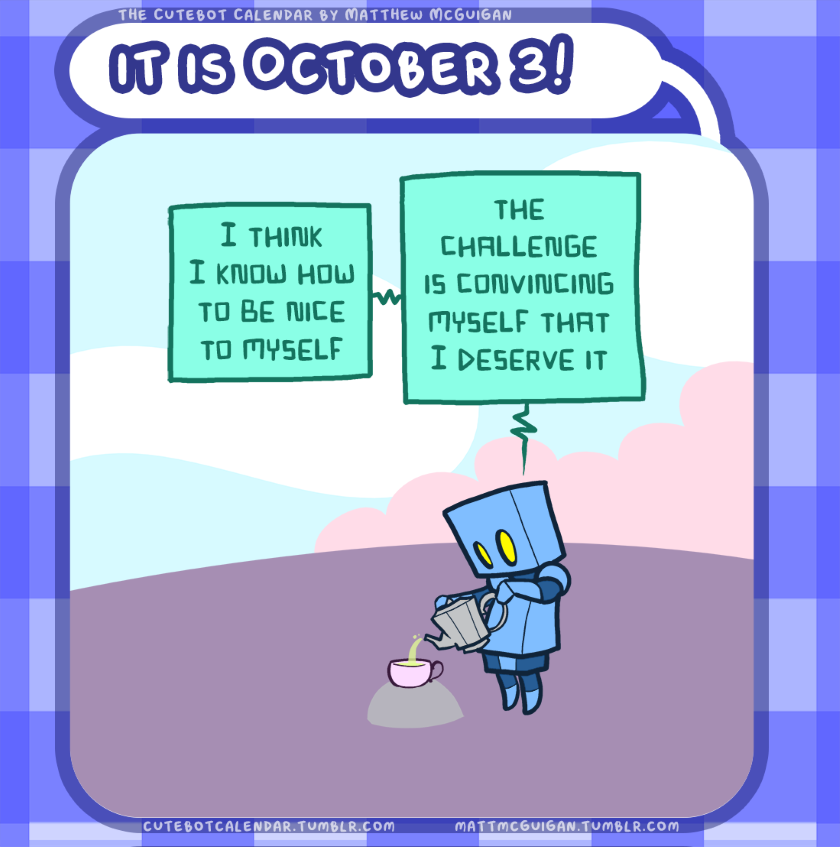 THE CUTEBOT CALENDAR BY MATTHEW MCGUIGAN
IT IS OCTOBER 3!
I THINK
I KNOW HOW
TO BE NICE
TO MYSELF
THE
CHALLENGE
IS CONVINCING
MYSELF THAT
I DESERVE IT
CUTEBOTCALENDAR.TUMBLR.COM
MATTMCGUIGAN.TUMBLR.COM